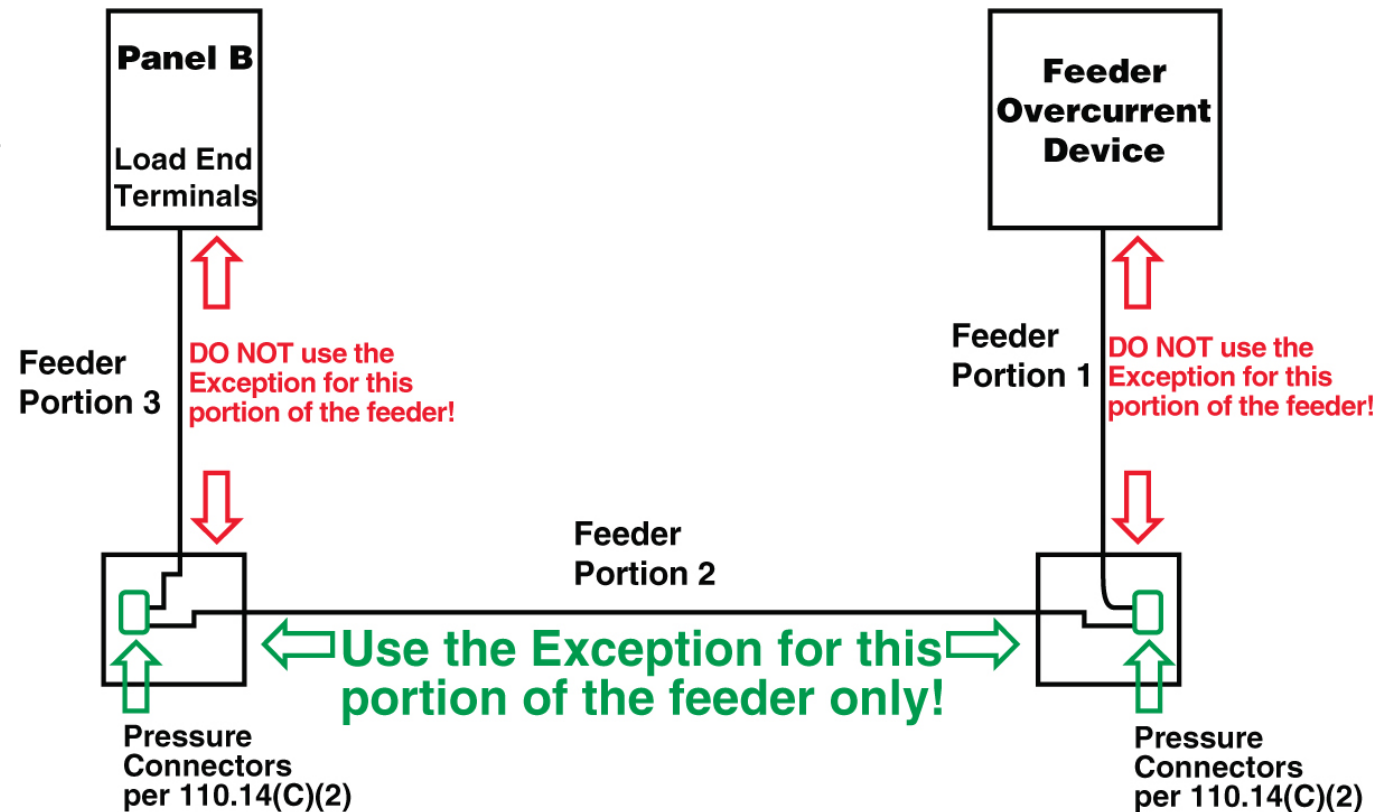 Panel B
Load End
Terminals
Feeder
Overcurrent
Device
Feeder
Portion 3
DO NOT use the
Exception for this
portion of the feeder!
Feeder
Portion 1
DO NOT use the
Exception for this
portion of the feeder!
Feeder
Portion 2
Use the Exception for this
portion of the feeder only!
Pressure
Connectors
per 110.14(C)(2)
Pressure
Connectors
per 110.14(C)(2)